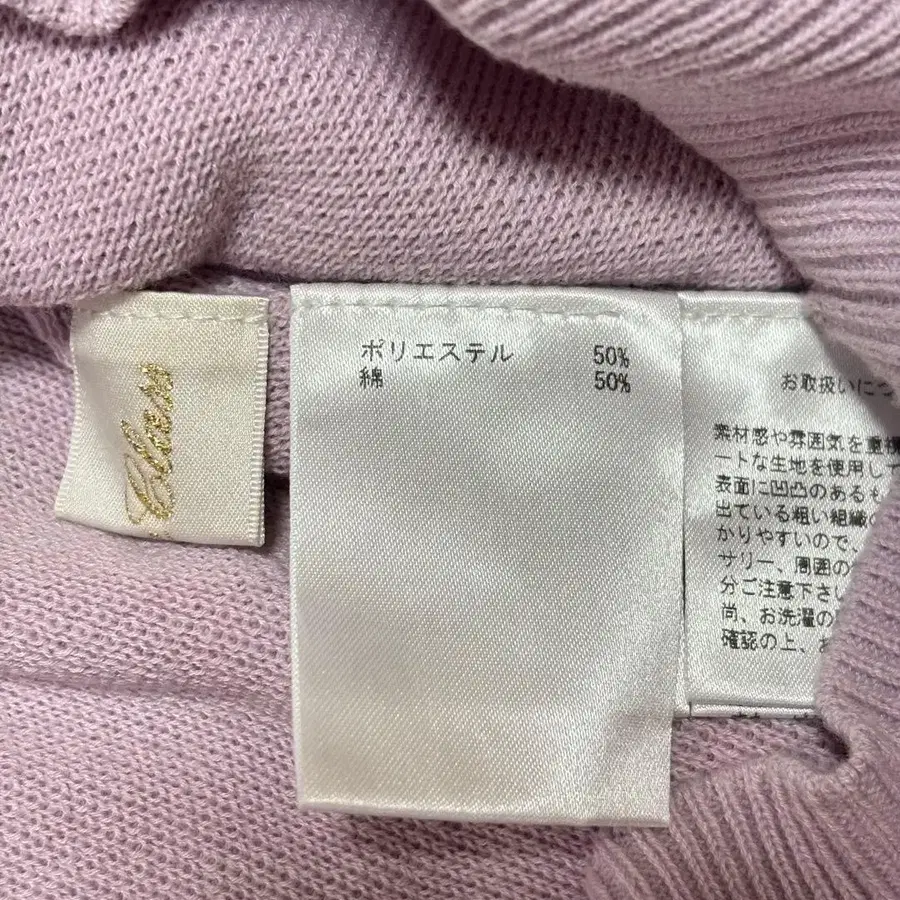 ポリエステル 50%
綿 50%
お取扱いにつ
素材感や雰囲気を重視
ートな生地を使用して
表面に凹凸のあるも
出ている粗い組織の
かりやすいので、
サリー、周囲の
分ご注意下さい
尚、お洗濯の
確認の上、お